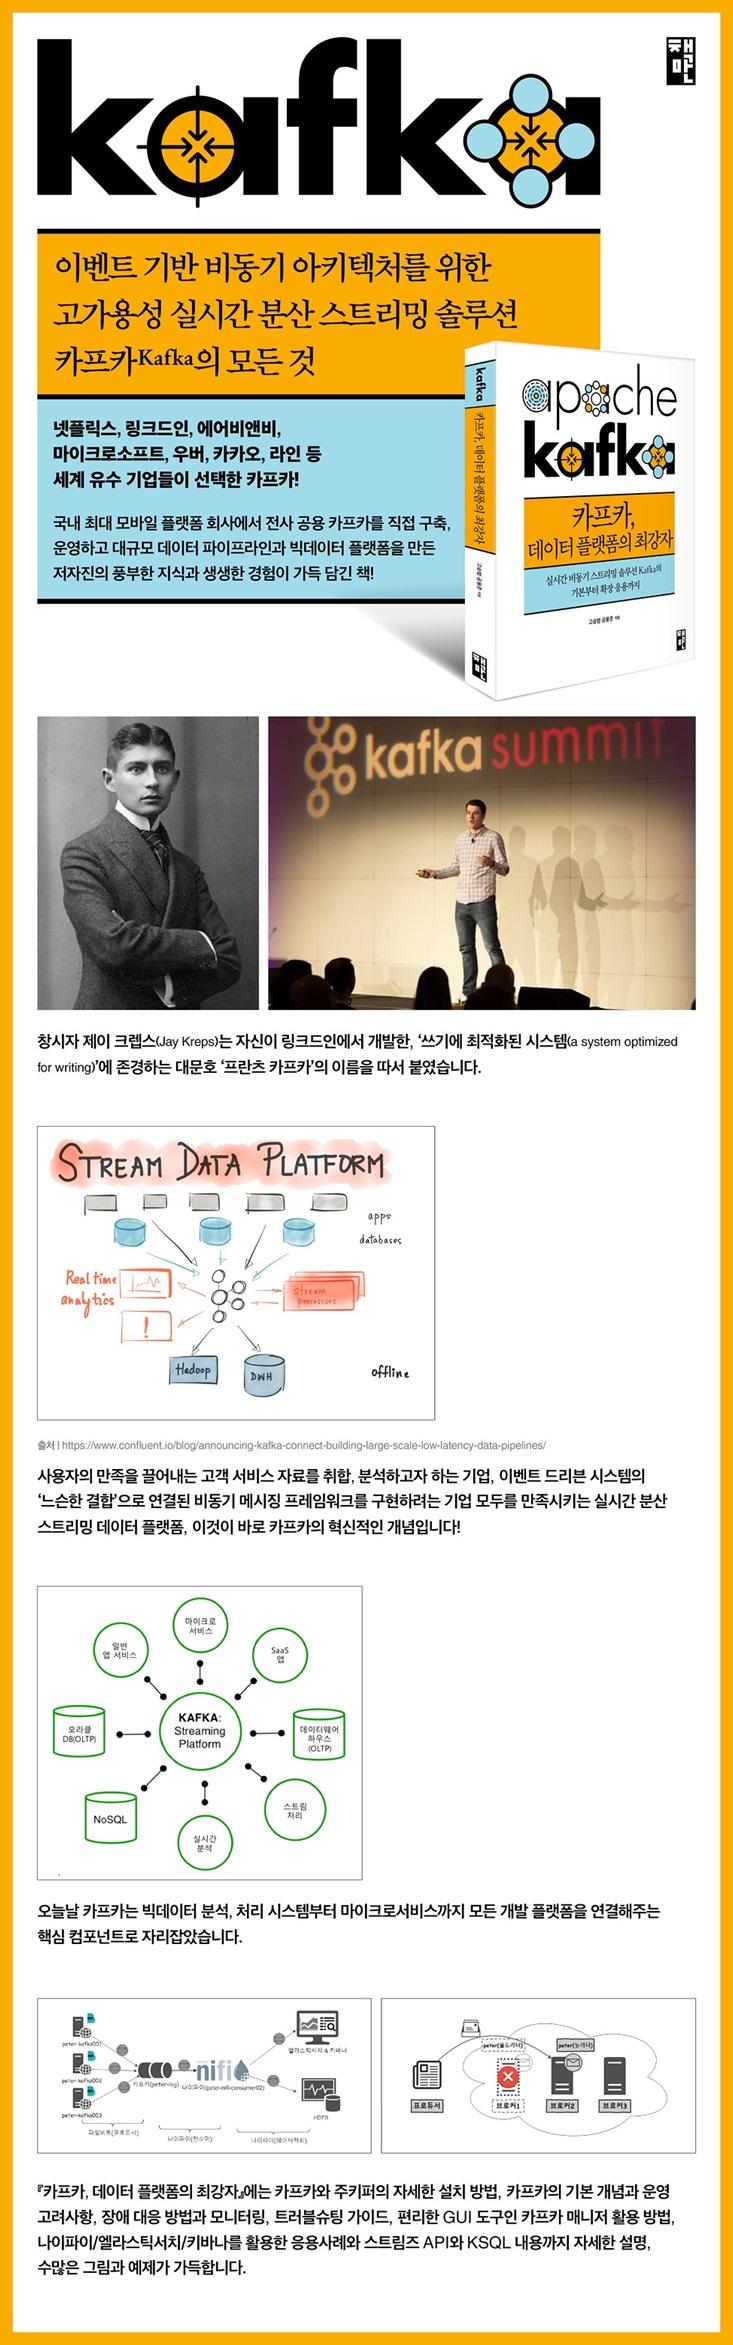 kafka
책만
이벤트 기반 비동기 아키텍처를 위한
고가용성 실시간 분산 스트리밍 솔루션
카프카Kafka의 모든 것
넷플릭스, 링크드인, 에어비앤비,
마이크로소프트, 우버, 카카오, 라인 등
세계 유수 기업들이 선택한 카프카!
국내 최대 모바일 플랫폼 회사에서 전사 공용 카프카를 직접 구축,
운영하고 대규모 데이터 파이프라인과 빅데이터 플랫폼을 만든
저자진의 풍부한 지식과 생생한 경험이 가득 담긴 책!
kafka
카프카, 데이터 플랫폼의 최강자
고승범 공용준 지음
책만
apache
kafka
카프카,
데이터 플랫폼의 최강자
실시간 비동기 스트리밍 솔루션 Kafka의
기본부터 확장 응용까지
고승범 공용준 지음
책만
kafka summit
창시자 제이 크렙스(Jay Kreps)는 자신이 링크드인에서 개발한, ‘쓰기에 최적화된 시스템(a system optimized
for writing)’에 존경하는 대문호 ‘프란츠 카프카’의 이름을 따서 붙였습니다.
STREAM DATA PLATFORM
apps
databases
Real time
analytics
!
Stream
processors
Hadoop
DWH
offline
출처 | https://www.confluent.io/blog/announcing-kafka-connect-building-large-scale-low-latency-data-pipelines/
사용자의 만족을 끌어내는 고객 서비스 자료를 취합, 분석하고자 하는 기업, 이벤트 드리븐 시스템의
‘느슨한 결합’으로 연결된 비동기 메시징 프레임워크를 구현하려는 기업 모두를 만족시키는 실시간 분산
스트리밍 데이터 플랫폼, 이것이 바로 카프카의 혁신적인 개념입니다!
마이크로
서비스
일반
앱 서비스
SaaS
앱
KAFKA:
Streaming
Platform
오라클
DB(OLTP)
데이터웨어
하우스
(OLTP)
NoSQL
스트림
처리
실시간
분석
오늘날 카프카는 빅데이터 분석, 처리 시스템부터 마이크로서비스까지 모든 개발 플랫폼을 연결해주는
핵심 컴포넌트로 자리잡았습니다.
peter-kafka001
peter-kafka002
peter-kafka003
카프카(peter-log)
nifi
나이파이(peter-nifi-consumer02)
엘라스틱서치 & 키바나
HDFS
파일비트(프로듀서)
나이파이(컨슈머)
나이파이(데이터처리)
peter(올드리더)
peter(뉴리더)
프로듀서
브로커1
브로커2
브로커3
『카프카, 데이터 플랫폼의 최강자』에는 카프카와 주키퍼의 자세한 설치 방법, 카프카의 기본 개념과 운영
고려사항, 장애 대응 방법과 모니터링, 트러블슈팅 가이드, 편리한 GUI 도구인 카프카 매니저 활용 방법,
나이파이/엘라스틱서치/키바나를 활용한 응용사례와 스트림즈 API와 KSQL 내용까지 자세한 설명,
수많은 그림과 예제가 가득합니다.